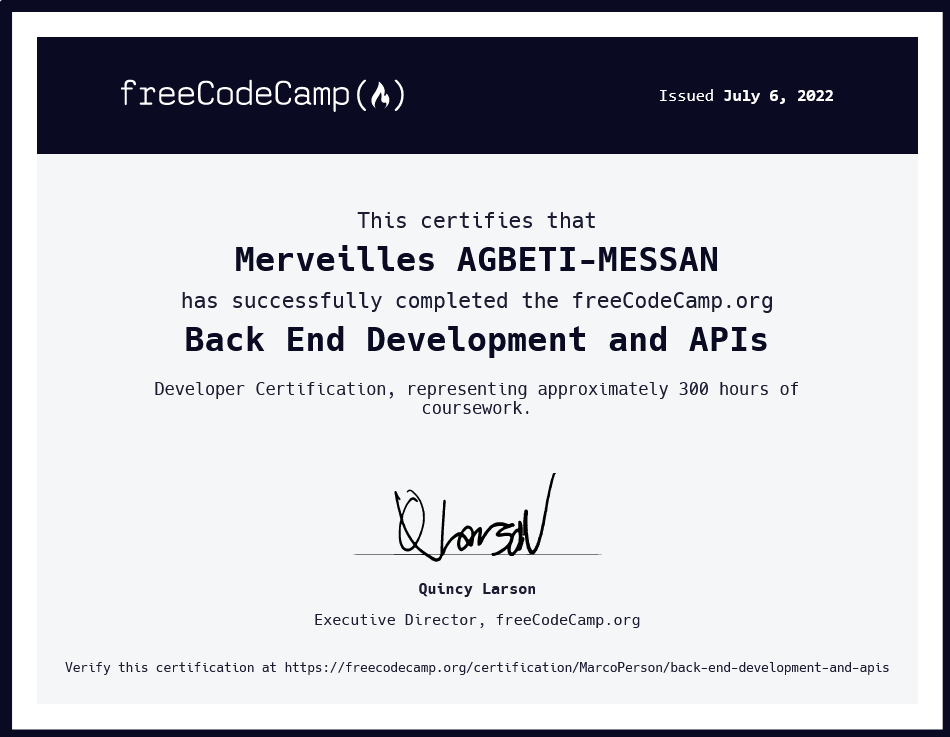 freeCodeCamp(🔥)
Issued July 6, 2022
This certifies that
Merveilles AGBETI-MESSAN
has successfully completed the freeCodeCamp.org
Back End Development and APIs
Developer Certification, representing approximately 300 hours of
coursework.
Q Larson
Quincy Larson
Executive Director, freeCodeCamp.org
Verify this certification at https://freecodecamp.org/certification/MarcoPerson/back-end-development-and-apis